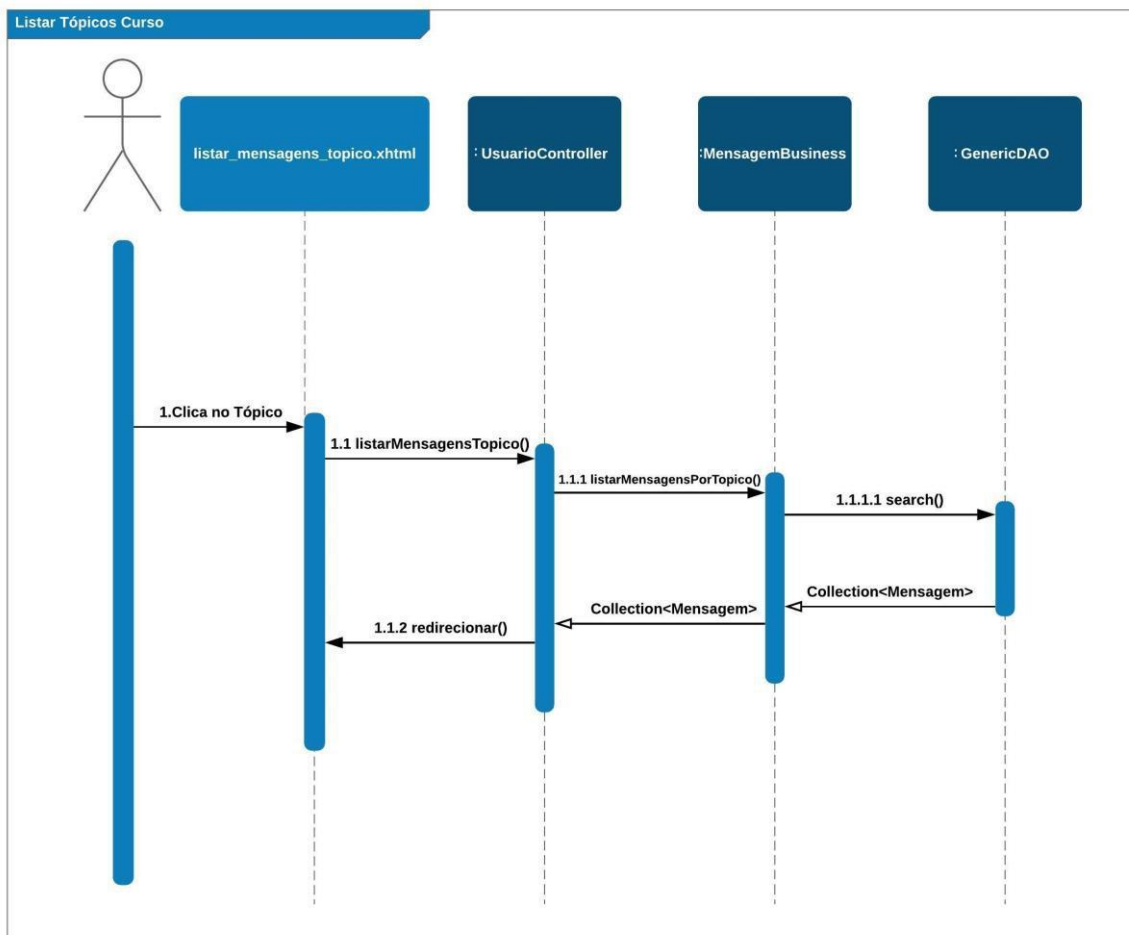 Listar Tópicos Curso
listar_mensagens_topico.xhtml
: UsuarioController
:MensagemBusiness
: GenericDAO
1.Clica no Tópico
1.1 listarMensagensTopico()
1.1.1 listarMensagensPorTopico()
1.1.1.1 search()
Collection<Mensagem>
Collection<Mensagem>
1.1.2 redirecionar()